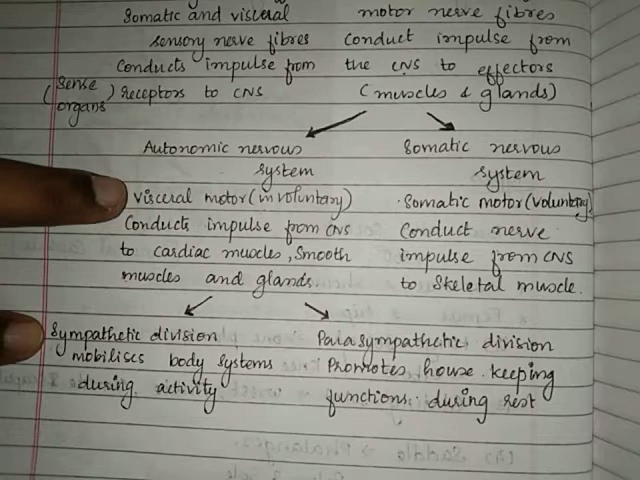 Somatic and visceral
sensory nerve fibres
conducts impulse from
(sense organs) receptors to CNS
motor nerve fibres
conduct impulse from
the CNS to effectors
(muscles & glands)
Autonomic nervous
system
visceral motor (involuntary)
Conducts impulse from CNS
to cardiac muscles, smooth
muscles and glands
Somatic nervous
system
Somatic motor (voluntary)
Conduct nerve
impulse from CNS
to skeletal muscle.
Sympathetic division
mobilises body systems
during activity
Parasympathetic division
Promotes house keeping
functions during rest